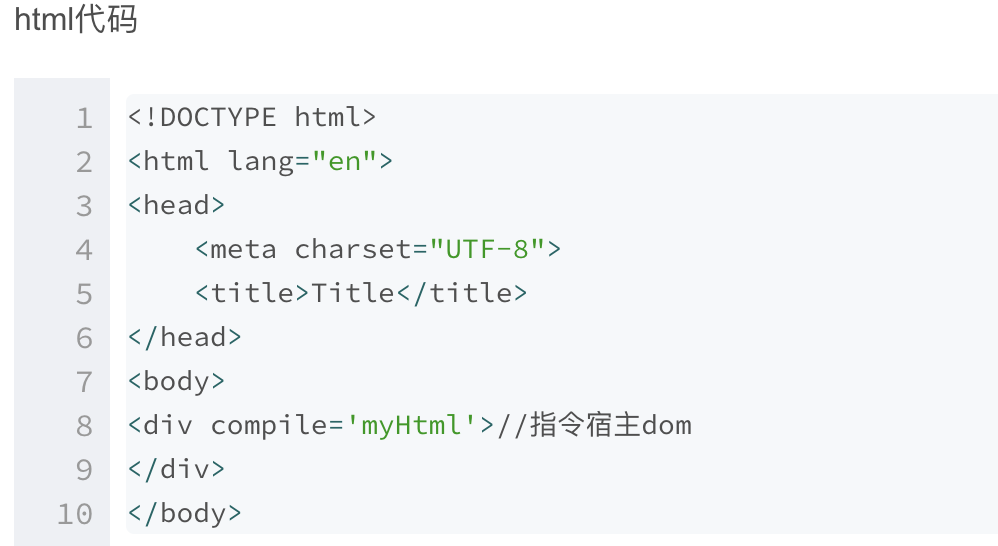 html代码
1 <!DOCTYPE html>
2 <html lang="en">
3 <head>
4     <meta charset="UTF-8">
5     <title>Title</title>
6 </head>
7 <body>
8 <div compile='myHtml'>//指令宿主dom
9 </div>
10 </body>